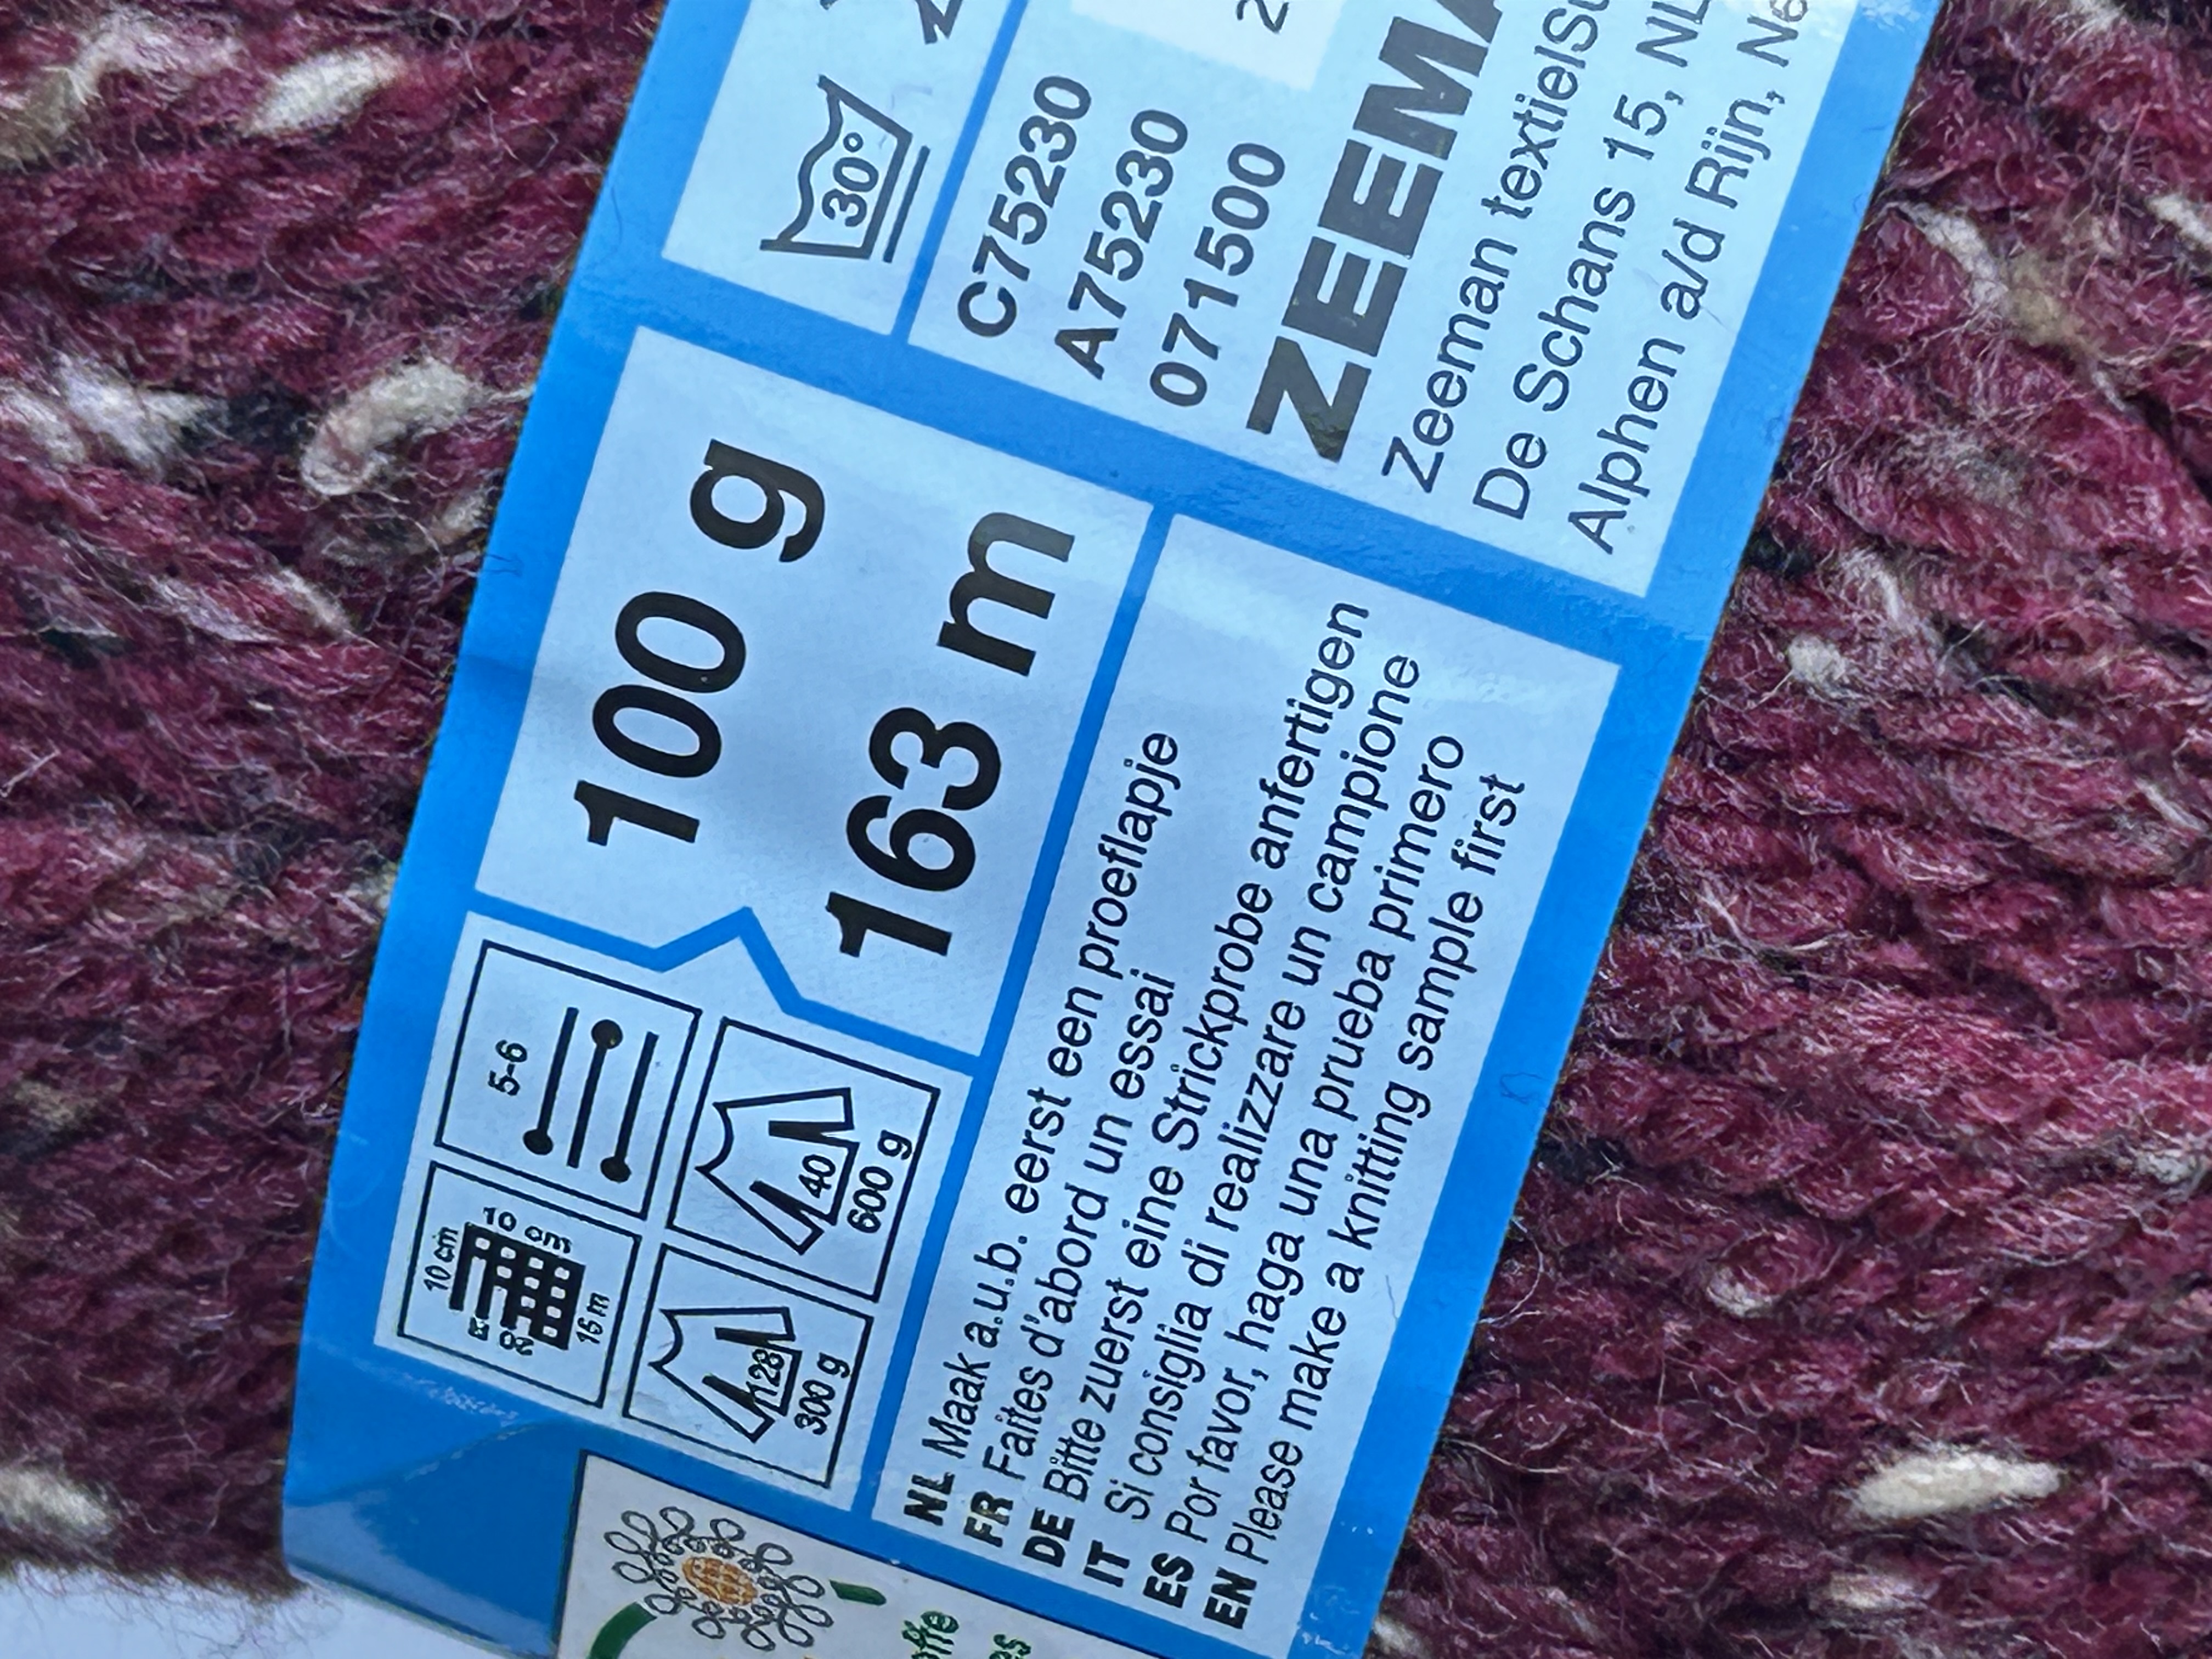 30°
C75230
A75230
071500
ZEEMA
Zeeman textielSu
De Schans 15, NL
Alphen a/d Rijn, Ne
100 g
163 m
5-6
10 cm
16 m
40
600 g
128
300 g
NL Maak a.u.b. eerst een proeflapje
FR Faites d'abord un essai
DE Bitte zuerst eine Strickprobe anfertigen
IT Si consiglia di realizzare un campione
ES Por favor, haga una prueba primero
EN Please make a knitting sample first